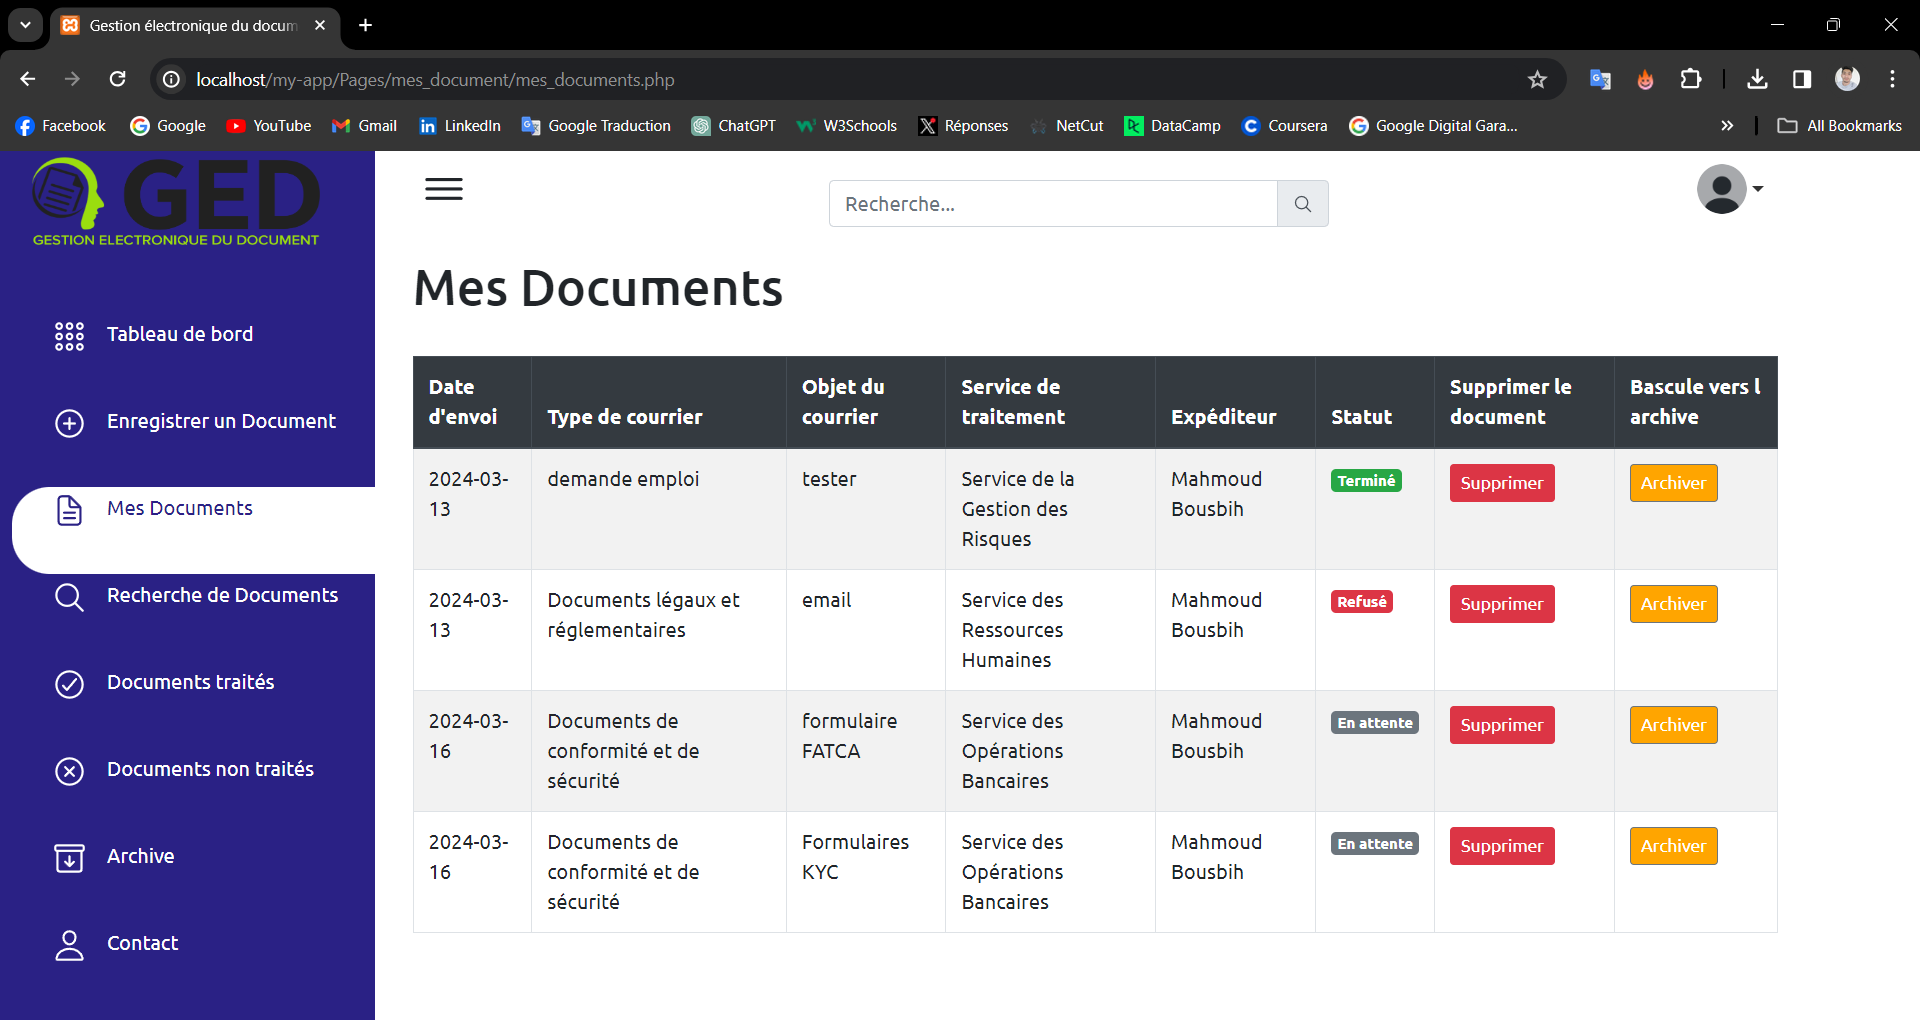 Gestion électronique du docum
localhost/my-app/Pages/mes_document/mes_documents.php
Facebook Google YouTube Gmail LinkedIn Google Traduction ChatGPT W3Schools Réponses NetCut DataCamp Coursera Google Digital Gara... » All Bookmarks
GED
GESTION ELECTRONIQUE DU DOCUMENT
Tableau de bord
Enregistrer un Document
Mes Documents
Recherche de Documents
Documents traités
Documents non traités
Archive
Contact
Recherche...
Mes Documents
Date
d'envoi
Type de courrier
Objet du
courrier
Service de
traitement
Expéditeur
Statut
Supprimer le
document
Bascule vers l
archive
2024-03-
13
demande emploi
tester
Service de la
Gestion des
Risques
Mahmoud
Bousbih
Terminé
Supprimer
Archiver
2024-03-
13
Documents légaux et
réglementaires
email
Service des
Ressources
Humaines
Mahmoud
Bousbih
Refusé
Supprimer
Archiver
2024-03-
16
Documents de
conformité et de
sécurité
formulaire
FATCA
Service des
Opérations
Bancaires
Mahmoud
Bousbih
En attente
Supprimer
Archiver
2024-03-
16
Documents de
conformité et de
sécurité
Formulaires
KYC
Service des
Opérations
Bancaires
Mahmoud
Bousbih
En attente
Supprimer
Archiver